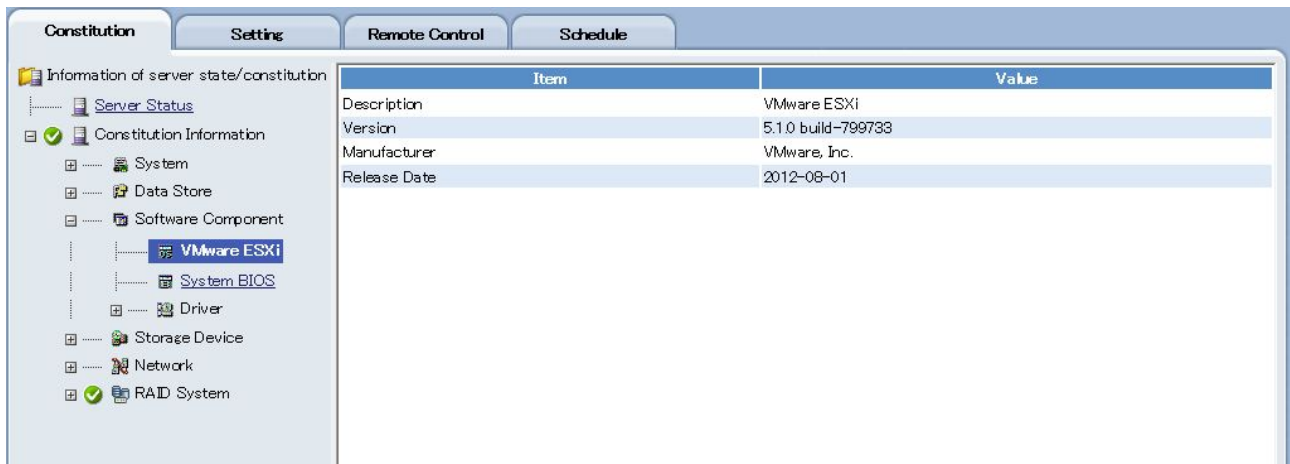 Constitution Setting Remote Control Schedule
Information of server state/constitution
Server Status
Constitution Information
System
Data Store
Software Component
VMware ESXi
System BIOS
Driver
Storage Device
Network
RAID System
Item Value
Description VMware ESXi
Version 5.1.0 build-799733
Manufacturer VMware, Inc.
Release Date 2012-08-01